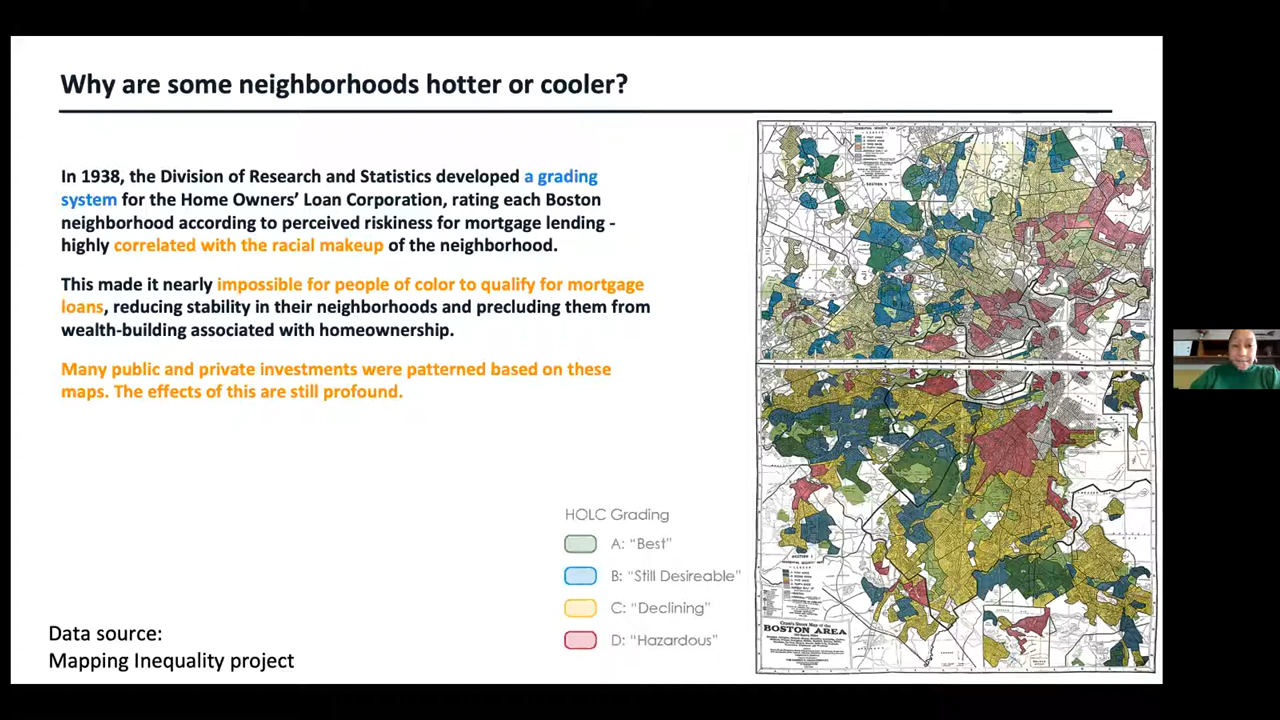 Why are some neighborhoods hotter or cooler?
In 1938, the Division of Research and Statistics developed a grading
system for the Home Owners' Loan Corporation, rating each Boston
neighborhood according to perceived riskiness for mortgage lending -
highly correlated with the racial makeup of the neighborhood.
This made it nearly impossible for people of color to qualify for mortgage
loans, reducing stability in their neighborhoods and precluding them from
wealth-building associated with homeownership.
Many public and private investments were patterned based on these
maps. The effects of this are still profound.
HOLC Grading
A: “Best”
B: “Still Desireable”
C: “Declining”
D: “Hazardous”
Data source:
Mapping Inequality project
BOSTON AREA